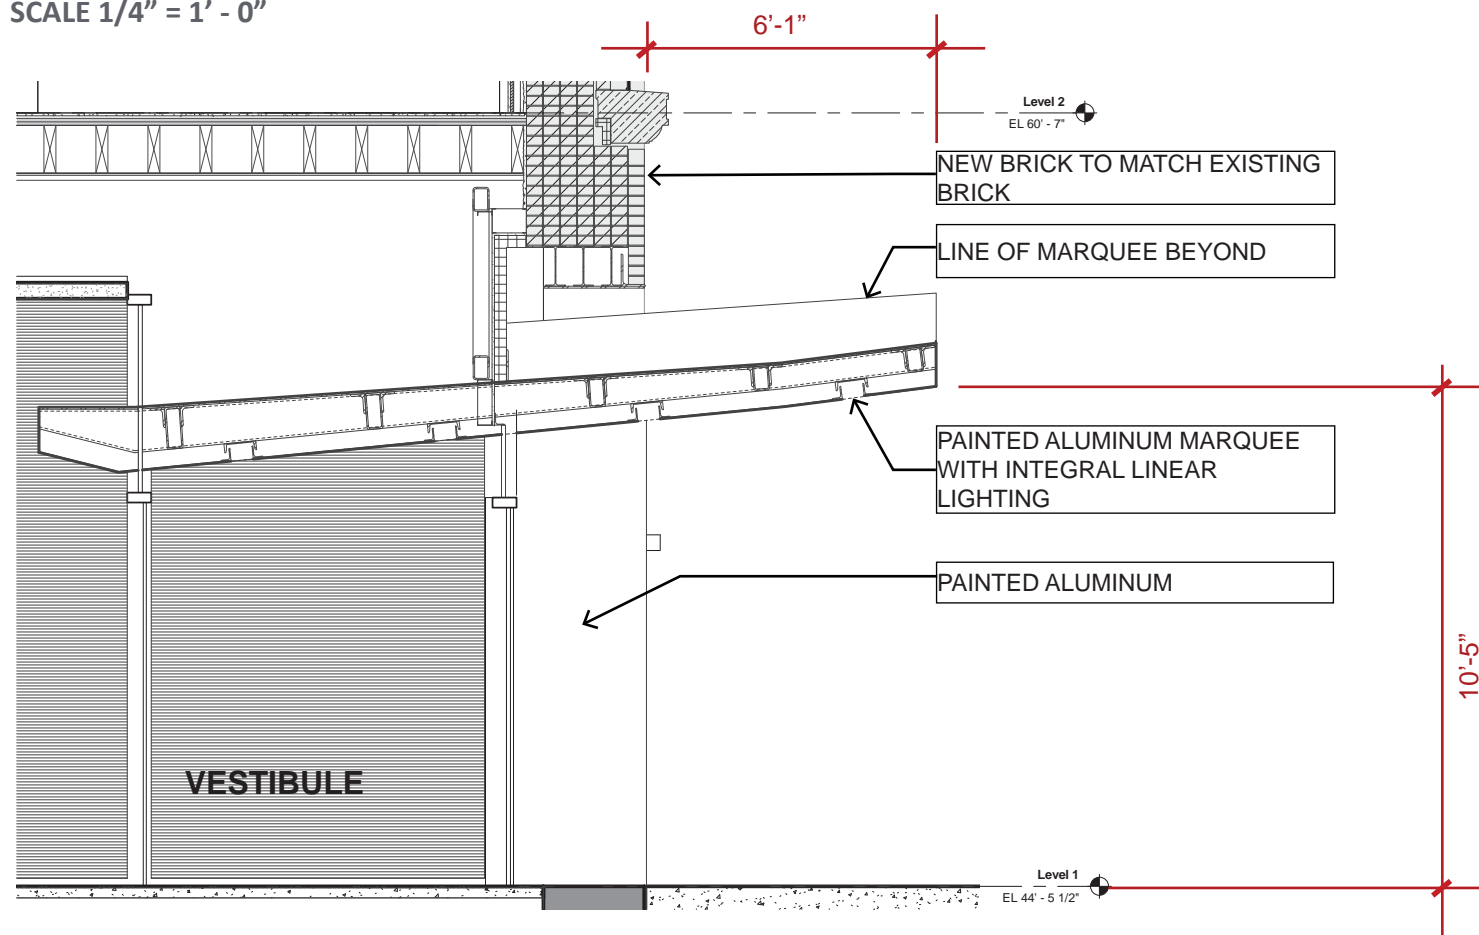 SCALE 1/4” = 1’ - 0”
6’-1”
Level 2
EL 60' - 7"
NEW BRICK TO MATCH EXISTING
BRICK
LINE OF MARQUEE BEYOND
PAINTED ALUMINUM MARQUEE
WITH INTEGRAL LINEAR
LIGHTING
PAINTED ALUMINUM
10’-5”
VESTIBULE
Level 1
EL 44' - 5 1/2"